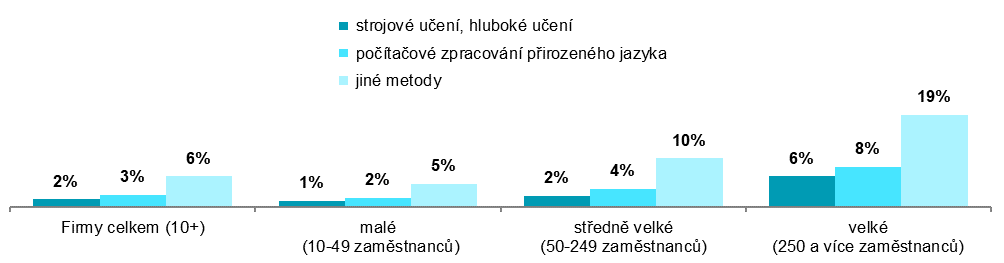 strojové učení, hluboké učení
počítačové zpracování přirozeného jazyka
jiné metody
2%
3%
6%
1%
2%
5%
2%
4%
10%
6%
8%
19%
Firmy celkem (10+)
malé
(10-49 zaměstnanců)
středně velké
(50-249 zaměstnanců)
velké
(250 a více zaměstnanců)